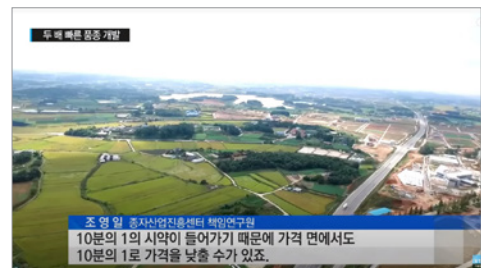 두 배 빠른 품종 개발
조영일 종자산업진흥센터 책임연구원
10분의 1의 시약이 들어가기 때문에 가격 면에서도
10분의 1로 가격을 낮출 수가 있죠.